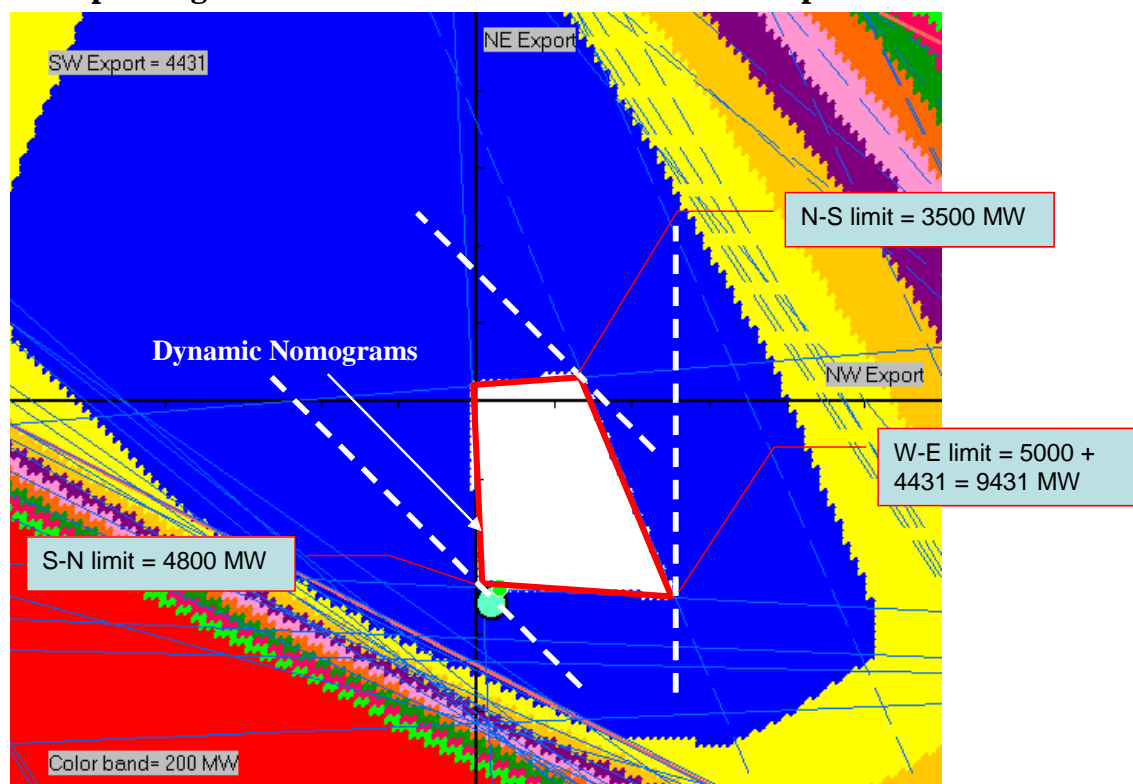 NE Export
SW Export = 4431
N-S limit = 3500 MW
Dynamic Nomograms
NW Export
W-E limit = 5000 +
4431 = 9431 MW
S-N limit = 4800 MW
Color band= 200 MW